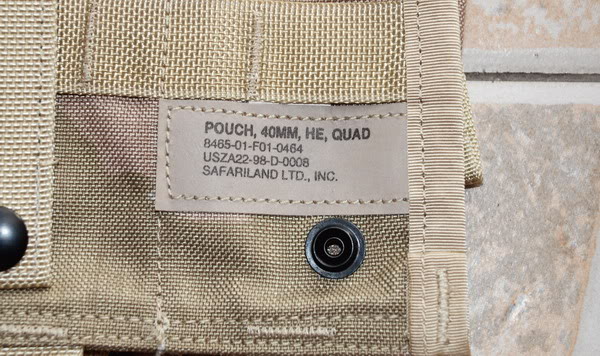 POUCH, 40MM, HE, QUAD
8465-01-F01-0464
USZA22-98-D-0008
SAFARILAND LTD., INC.